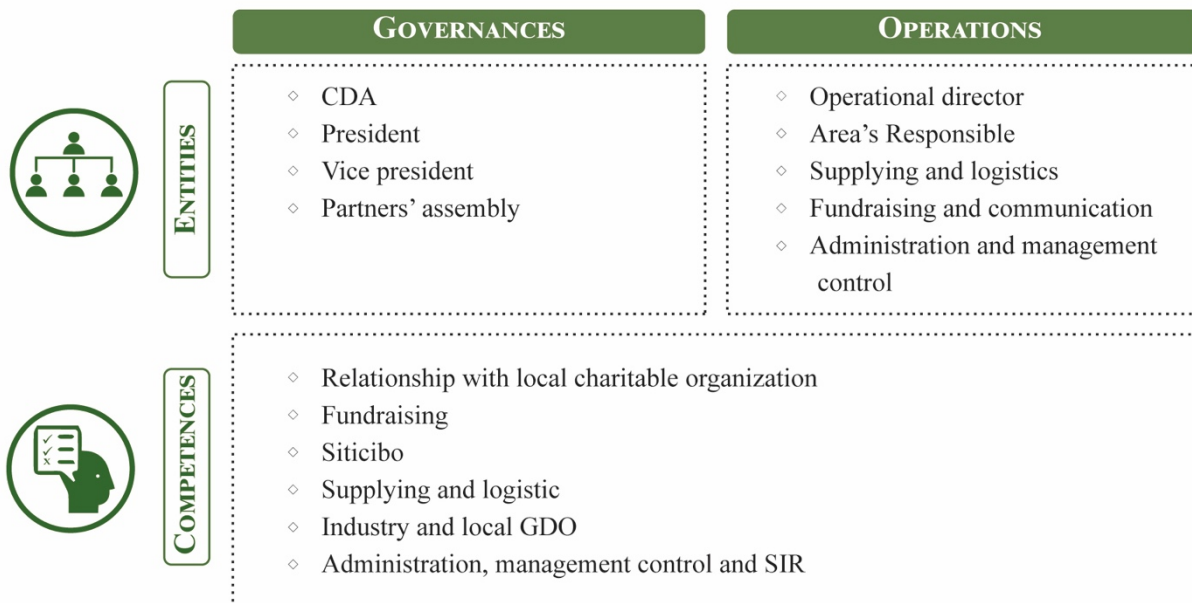 GOVERNANCES
OPERATIONS
ENTITIES
◇ CDA
◇ President
◇ Vice president
◇ Partners’ assembly
◇ Operational director
◇ Area’s Responsible
◇ Supplying and logistics
◇ Fundraising and communication
◇ Administration and management
control
COMPETENCES
◇ Relationship with local charitable organization
◇ Fundraising
◇ Siticibo
◇ Supplying and logistic
◇ Industry and local GDO
◇ Administration, management control and SIR